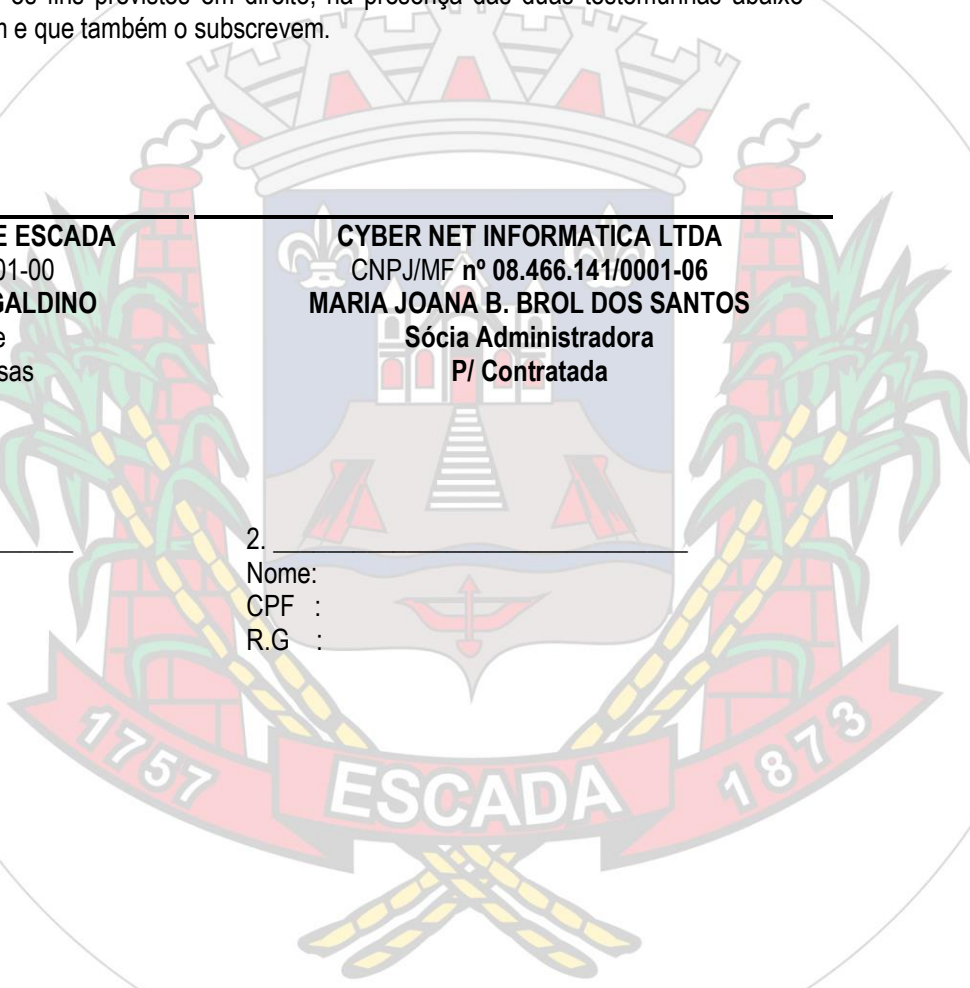 os fins previstos em direito, na presença das duas testemunhas abaixo
e que também o subscrevem.
E ESCADA
01-00
GALDINO
e
sas
CYBER NET INFORMATICA LTDA
CNPJ/MF nº 08.466.141/0001-06
MARIA JOANA B. BROL DOS SANTOS
Sócia Administradora
P/ Contratada
2. ________________________________
Nome:
CPF :
R.G :
1757 ESCADA 1873